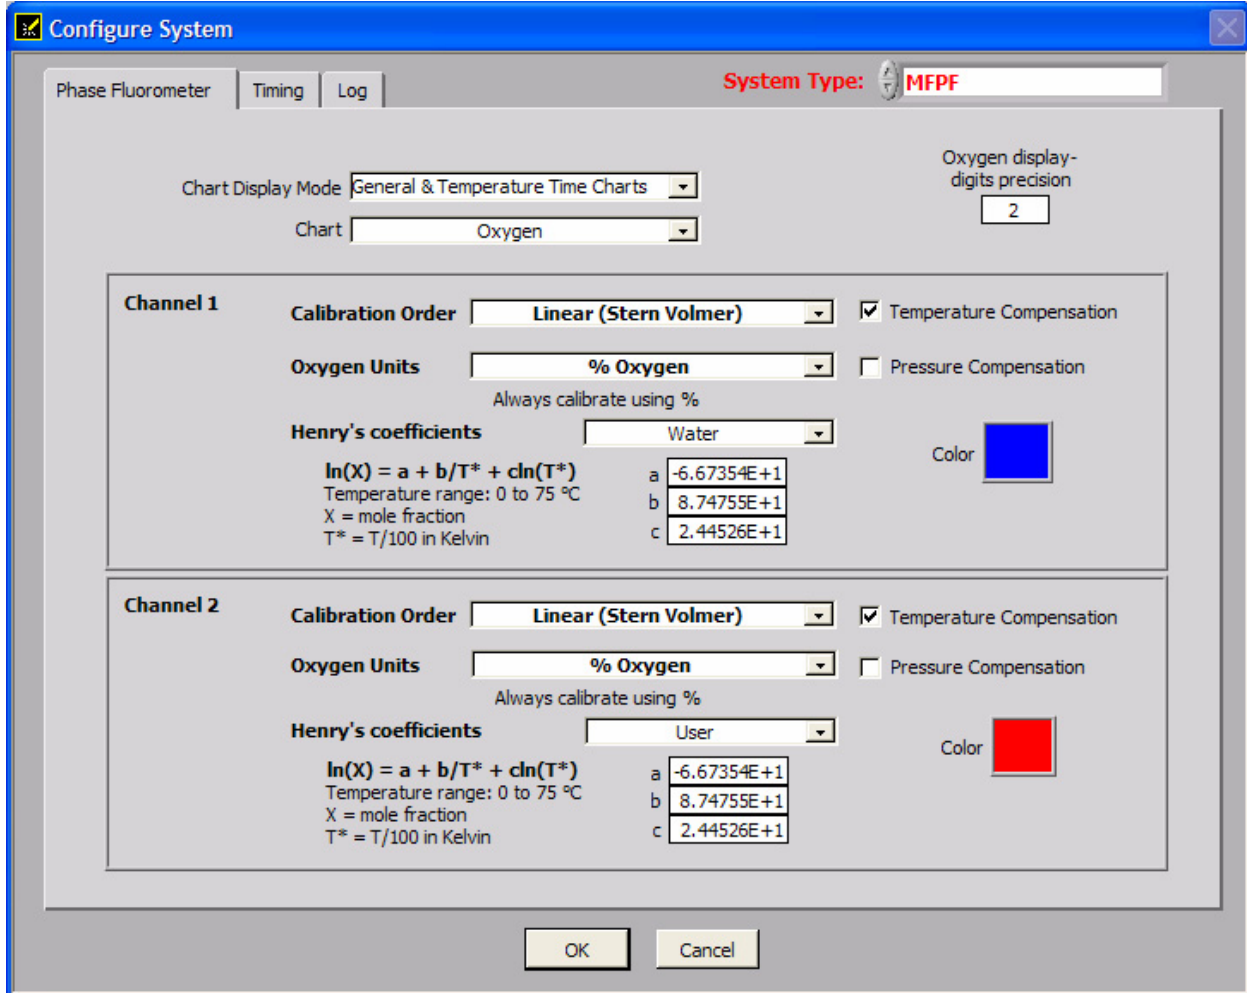 Configure System
Phase Fluorometer
Timing
Log
System Type:
MFPF
Oxygen display-
digits precision
2
Chart Display Mode
General & Temperature Time Charts
Chart
Oxygen
Channel 1
Calibration Order
Linear (Stern Volmer)
Temperature Compensation
Oxygen Units
% Oxygen
Pressure Compensation
Always calibrate using %
Henry's coefficients
Water
Color
ln(X) = a + b/T* + cln(T*)
Temperature range: 0 to 75 ºC
X = mole fraction
T* = T/100 in Kelvin
a -6.67354E+1
b 8.74755E+1
c 2.44526E+1
Channel 2
Calibration Order
Linear (Stern Volmer)
Temperature Compensation
Oxygen Units
% Oxygen
Pressure Compensation
Always calibrate using %
Henry's coefficients
User
Color
ln(X) = a + b/T* + cln(T*)
Temperature range: 0 to 75 ºC
X = mole fraction
T* = T/100 in Kelvin
a -6.67354E+1
b 8.74755E+1
c 2.44526E+1
OK
Cancel